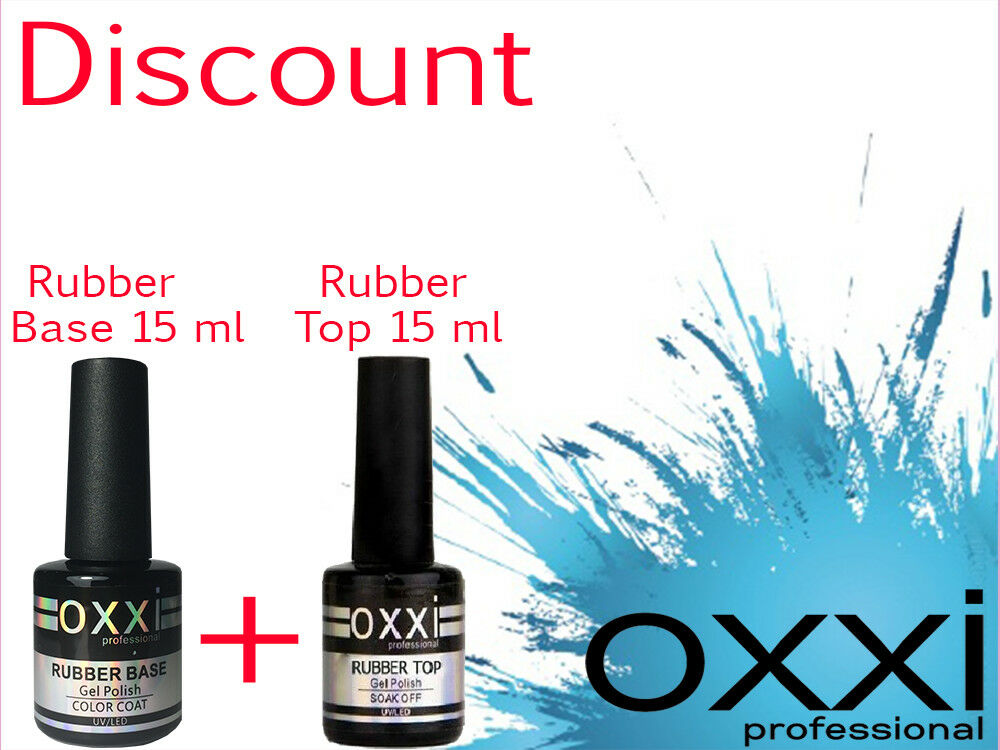 Discount
Rubber
Base 15 ml
Rubber
Top 15 ml
oxxi
professional
RUBBER BASE
Gel Polish
COLOR COAT
UV/LED
+
oxxi
professional
RUBBER TOP
Gel Polish
SOAK OFF
UV/LED
oxxi
professional